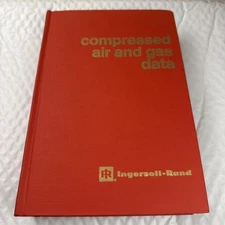 compressed
air and gas
data
IR
Ingersoll-Rand